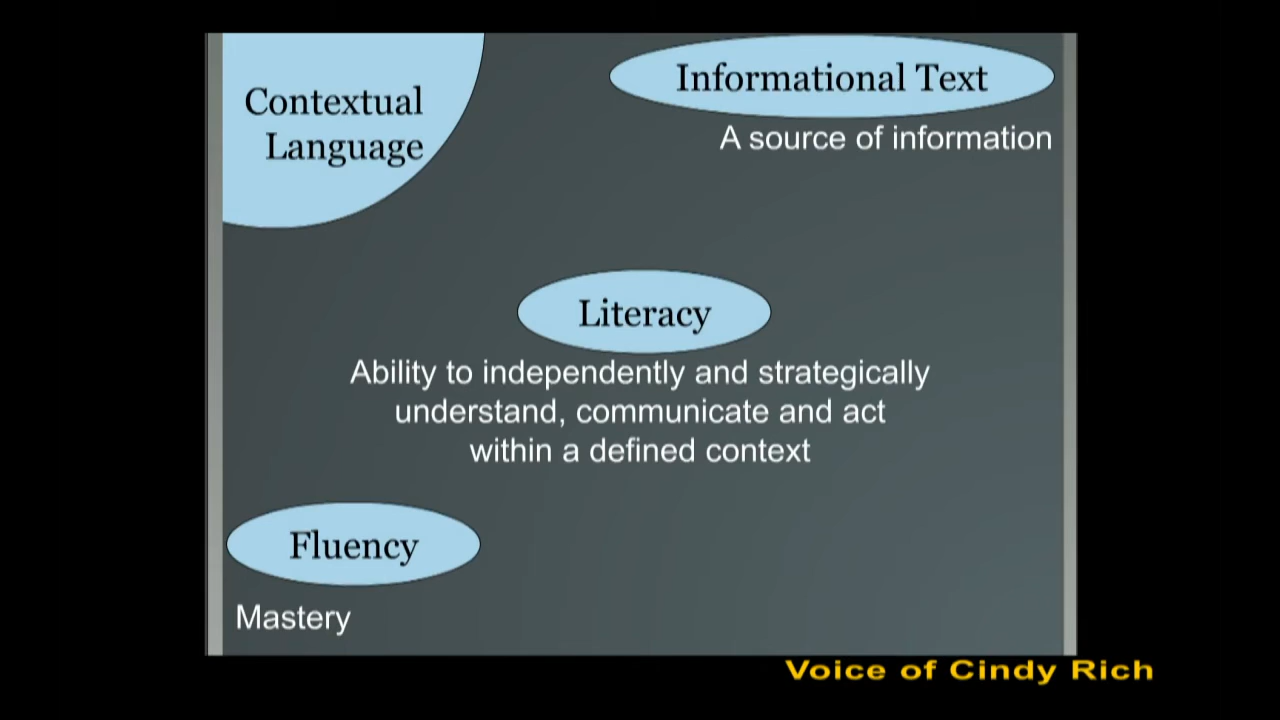 Contextual
Language
Informational Text
A source of information
Literacy
Ability to independently and strategically
understand, communicate and act
within a defined context
Fluency
Mastery
Voice of Cindy Rich